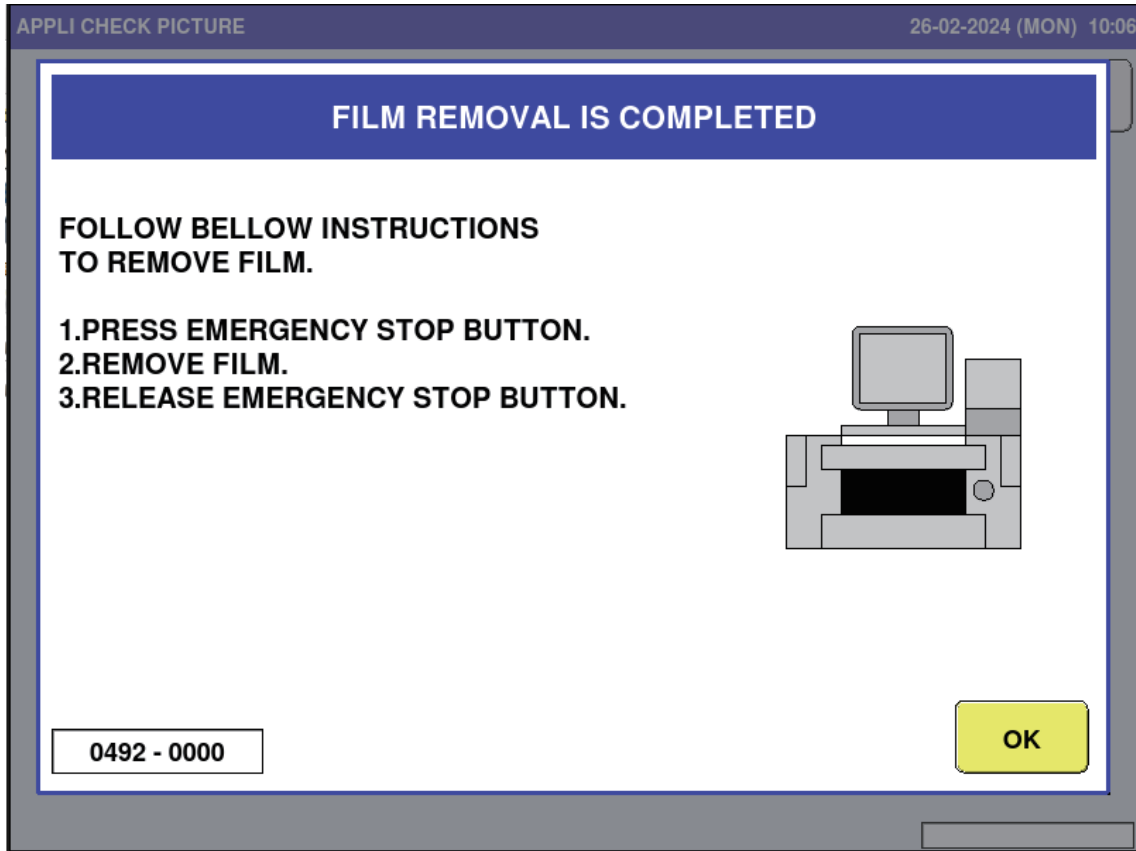 APPLI CHECK PICTURE 26-02-2024 (MON) 10:06
FILM REMOVAL IS COMPLETED
FOLLOW BELLOW INSTRUCTIONS
TO REMOVE FILM.
1.PRESS EMERGENCY STOP BUTTON.
2.REMOVE FILM.
3.RELEASE EMERGENCY STOP BUTTON.
0492 - 0000
OK